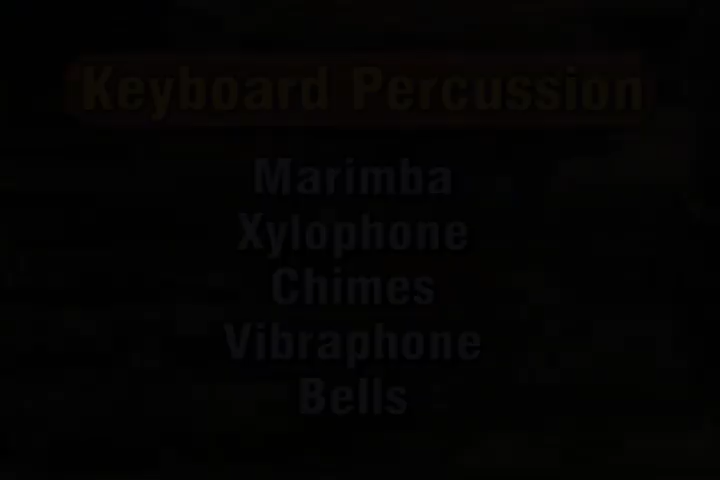 Keyboard Percussion
Marimba
Xylophone
Chimes
Vibraphone
Bells